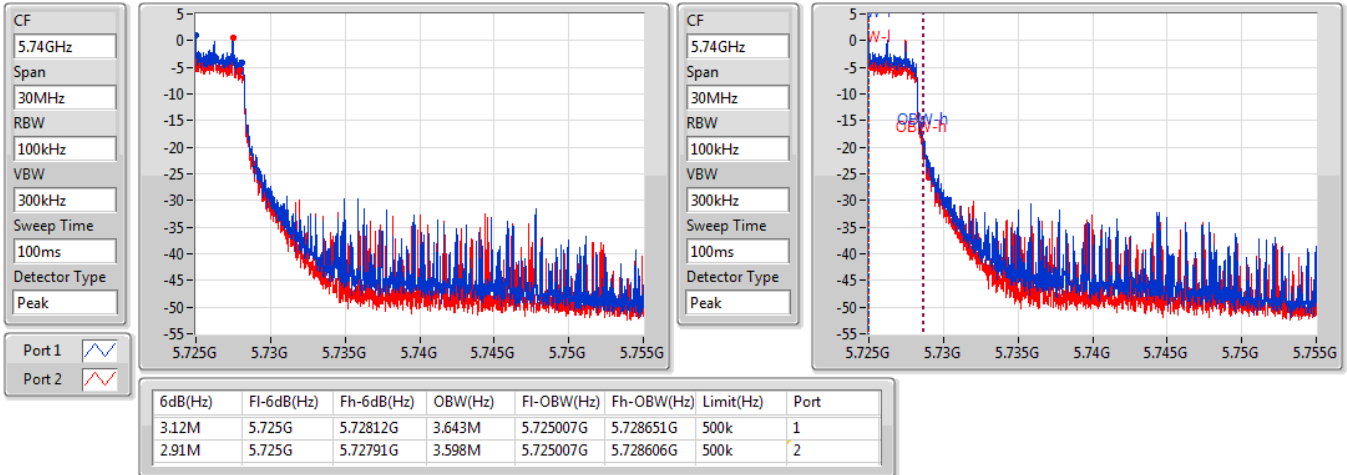 CF
5.74GHz
Span
30MHz
RBW
100kHz
VBW
300kHz
Sweep Time
100ms
Detector Type
Peak
Port 1
Port 2
5-
0-
-5-
-10-
-15-
-20-
-25-
-30-
-35-
-40-
-45-
-50-
-55-
5.725G 5.73G 5.735G 5.74G 5.745G 5.75G 5.755G
CF
5.74GHz
Span
30MHz
RBW
100kHz
VBW
300kHz
Sweep Time
100ms
Detector Type
Peak
5-
0-
-5-
-10-
-15-
-20-
-25-
-30-
-35-
-40-
-45-
-50-
-55-
W-l
OBW-h
OBW-h
5.725G 5.73G 5.735G 5.74G 5.745G 5.75G 5.755G
6dB(Hz) Fl-6dB(Hz) Fh-6dB(Hz) OBW(Hz) Fl-OBW(Hz) Fh-OBW(Hz) Limit(Hz) Port
3.12M 5.725G 5.72812G 3.643M 5.725007G 5.728651G 500k 1
2.91M 5.725G 5.72791G 3.598M 5.725007G 5.728606G 500k 2